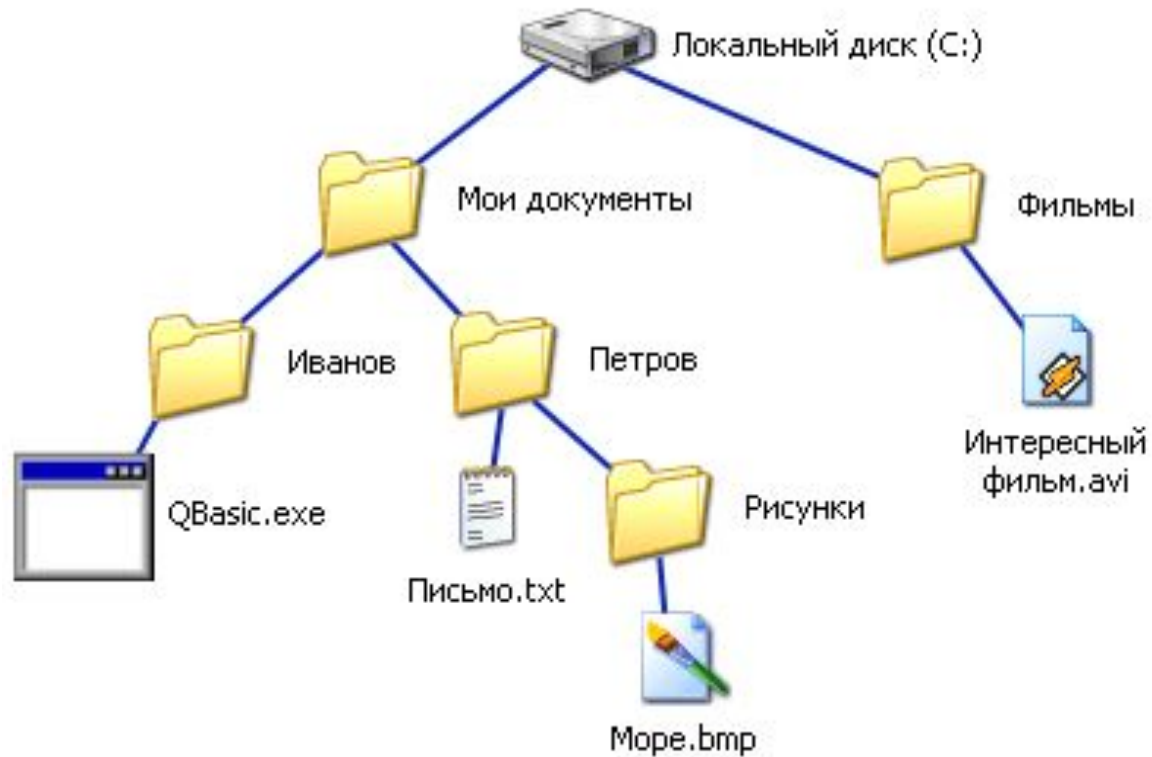 Локальный диск (C:)
Мои документы
Фильмы
Иванов
Петров
Интересный
фильм.avi
QBasic.exe
Рисунки
Письмо.txt
Море.bmp